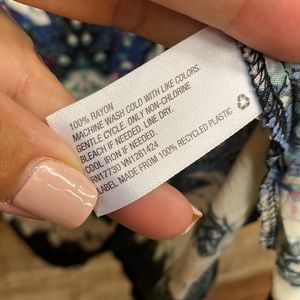 100% RAYON
MACHINE WASH COLD WITH LIKE COLORS.
GENTLE CYCLE. ONLY NON-CHLORINE
BLEACH IF NEEDED. LINE DRY.
COOL IRON IF NEEDED.
RN17730 VN1261424
LABEL MADE FROM 100% RECYCLED PLASTIC